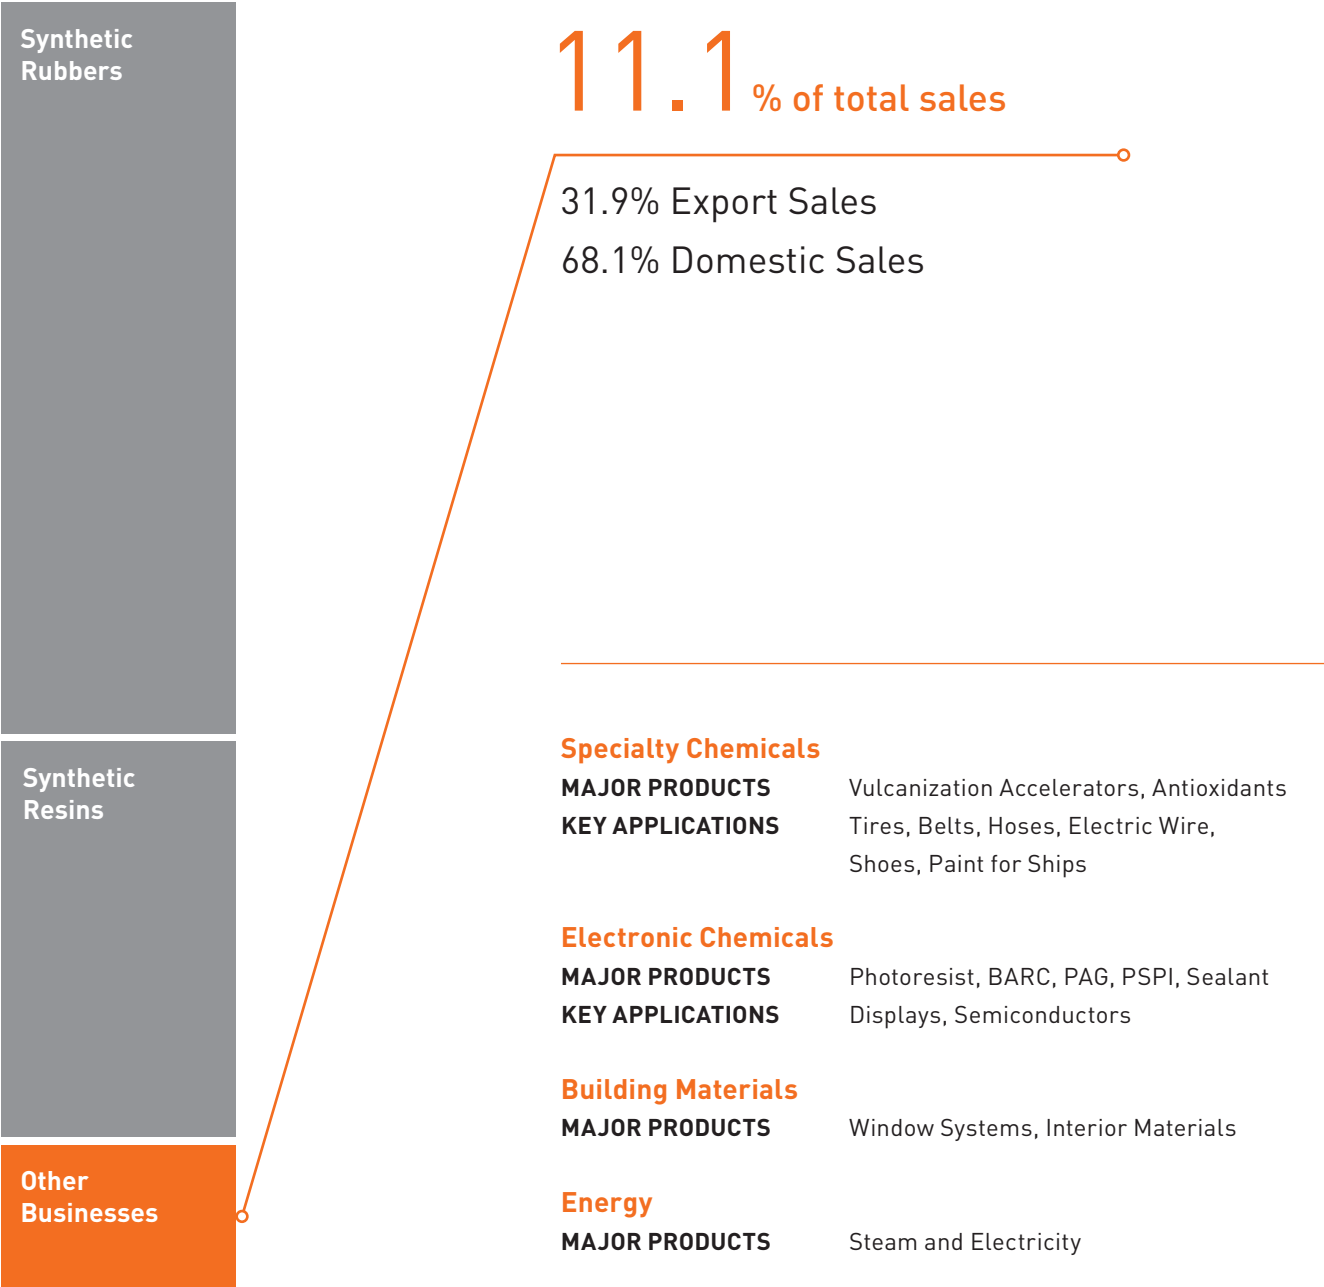 Synthetic
Rubbers
11.1% of total sales
31.9% Export Sales
68.1% Domestic Sales
Synthetic
Resins
Other
Businesses
Specialty Chemicals
MAJOR PRODUCTS Vulcanization Accelerators, Antioxidants
KEY APPLICATIONS Tires, Belts, Hoses, Electric Wire,
Shoes, Paint for Ships
Electronic Chemicals
MAJOR PRODUCTS Photoresist, BARC, PAG, PSPI, Sealant
KEY APPLICATIONS Displays, Semiconductors
Building Materials
MAJOR PRODUCTS Window Systems, Interior Materials
Energy
MAJOR PRODUCTS Steam and Electricity